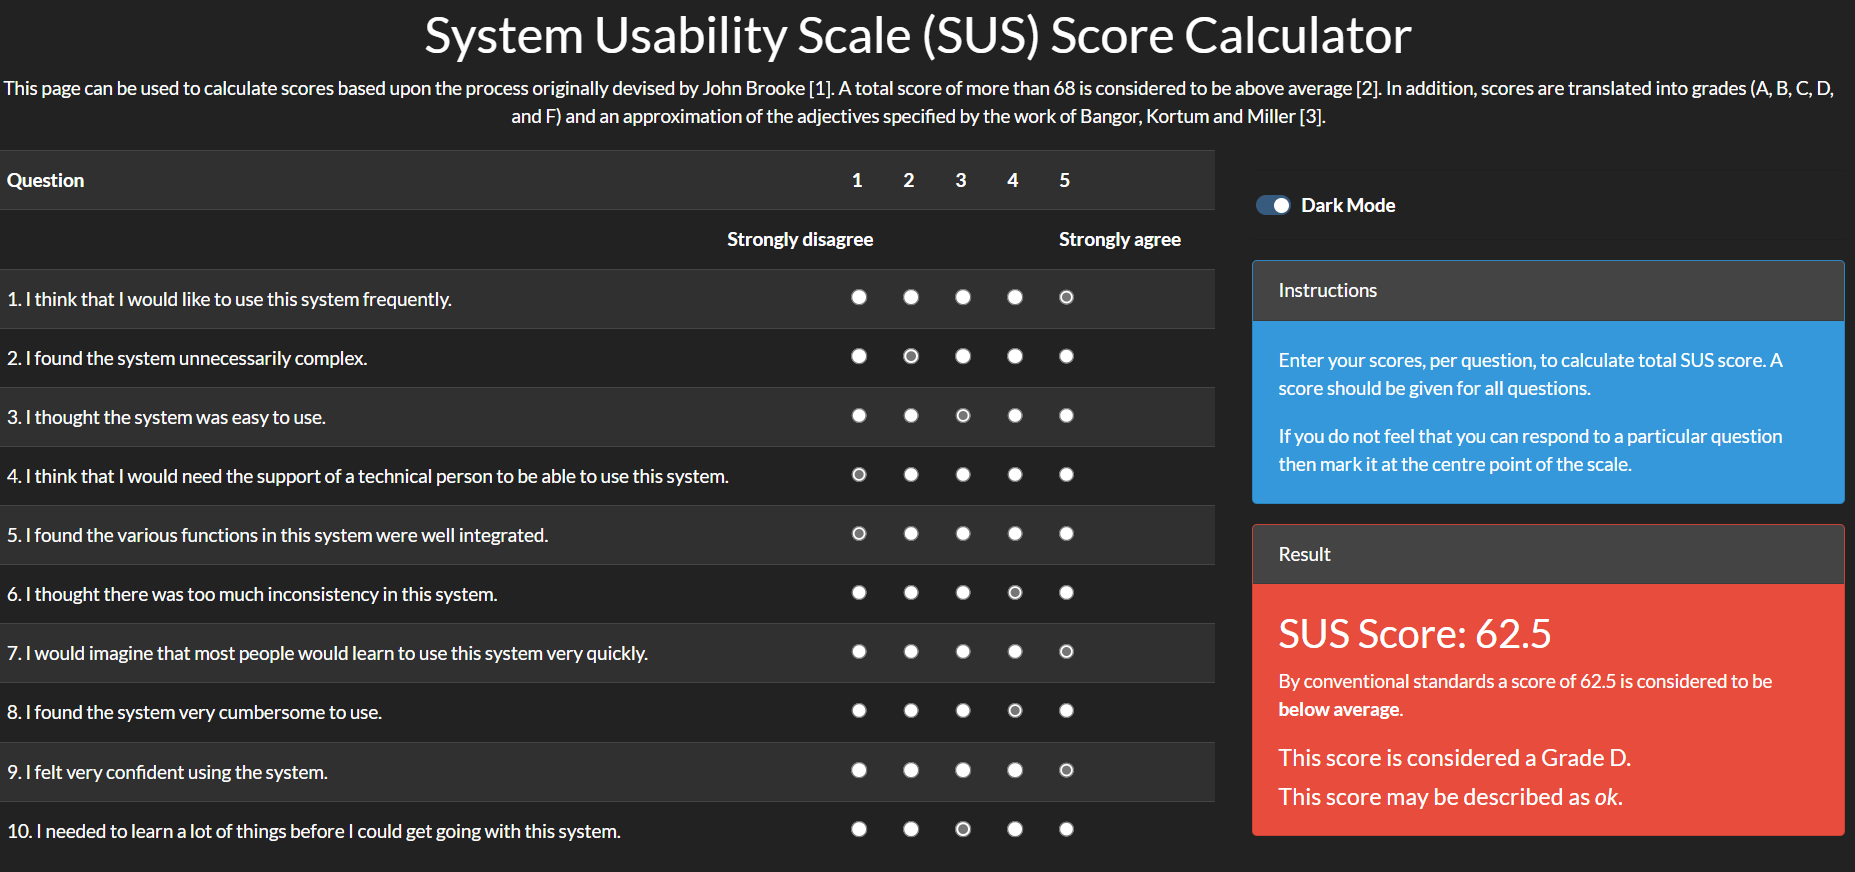 System Usability Scale (SUS) Score Calculator
This page can be used to calculate scores based upon the process originally devised by John Brooke [1]. A total score of more than 68 is considered to be above average [2]. In addition, scores are translated into grades (A, B, C, D,
and F) and an approximation of the adjectives specified by the work of Bangor, Kortum and Miller [3].
Question 1 2 3 4 5
Strongly disagree Strongly agree
1. I think that I would like to use this system frequently.
2. I found the system unnecessarily complex.
3. I thought the system was easy to use.
4. I think that I would need the support of a technical person to be able to use this system.
5. I found the various functions in this system were well integrated.
6. I thought there was too much inconsistency in this system.
7. I would imagine that most people would learn to use this system very quickly.
8. I found the system very cumbersome to use.
9. I felt very confident using the system.
10. I needed to learn a lot of things before I could get going with this system.
Dark Mode
Instructions
Enter your scores, per question, to calculate total SUS score. A
score should be given for all questions.
If you do not feel that you can respond to a particular question
then mark it at the centre point of the scale.
Result
SUS Score: 62.5
By conventional standards a score of 62.5 is considered to be
below average.
This score is considered a Grade D.
This score may be described as ok.